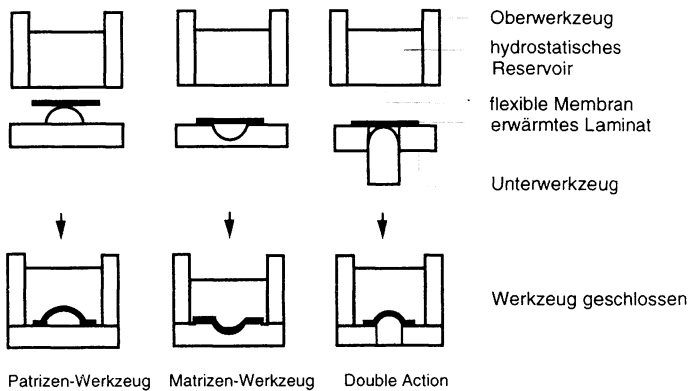 Oberwerkzeug
hydrostatisches
Reservoir
flexible Membran
erwärmtes Laminat
Unterwerkzeug
Werkzeug geschlossen
Patrizen-Werkzeug
Matrizen-Werkzeug
Double Action